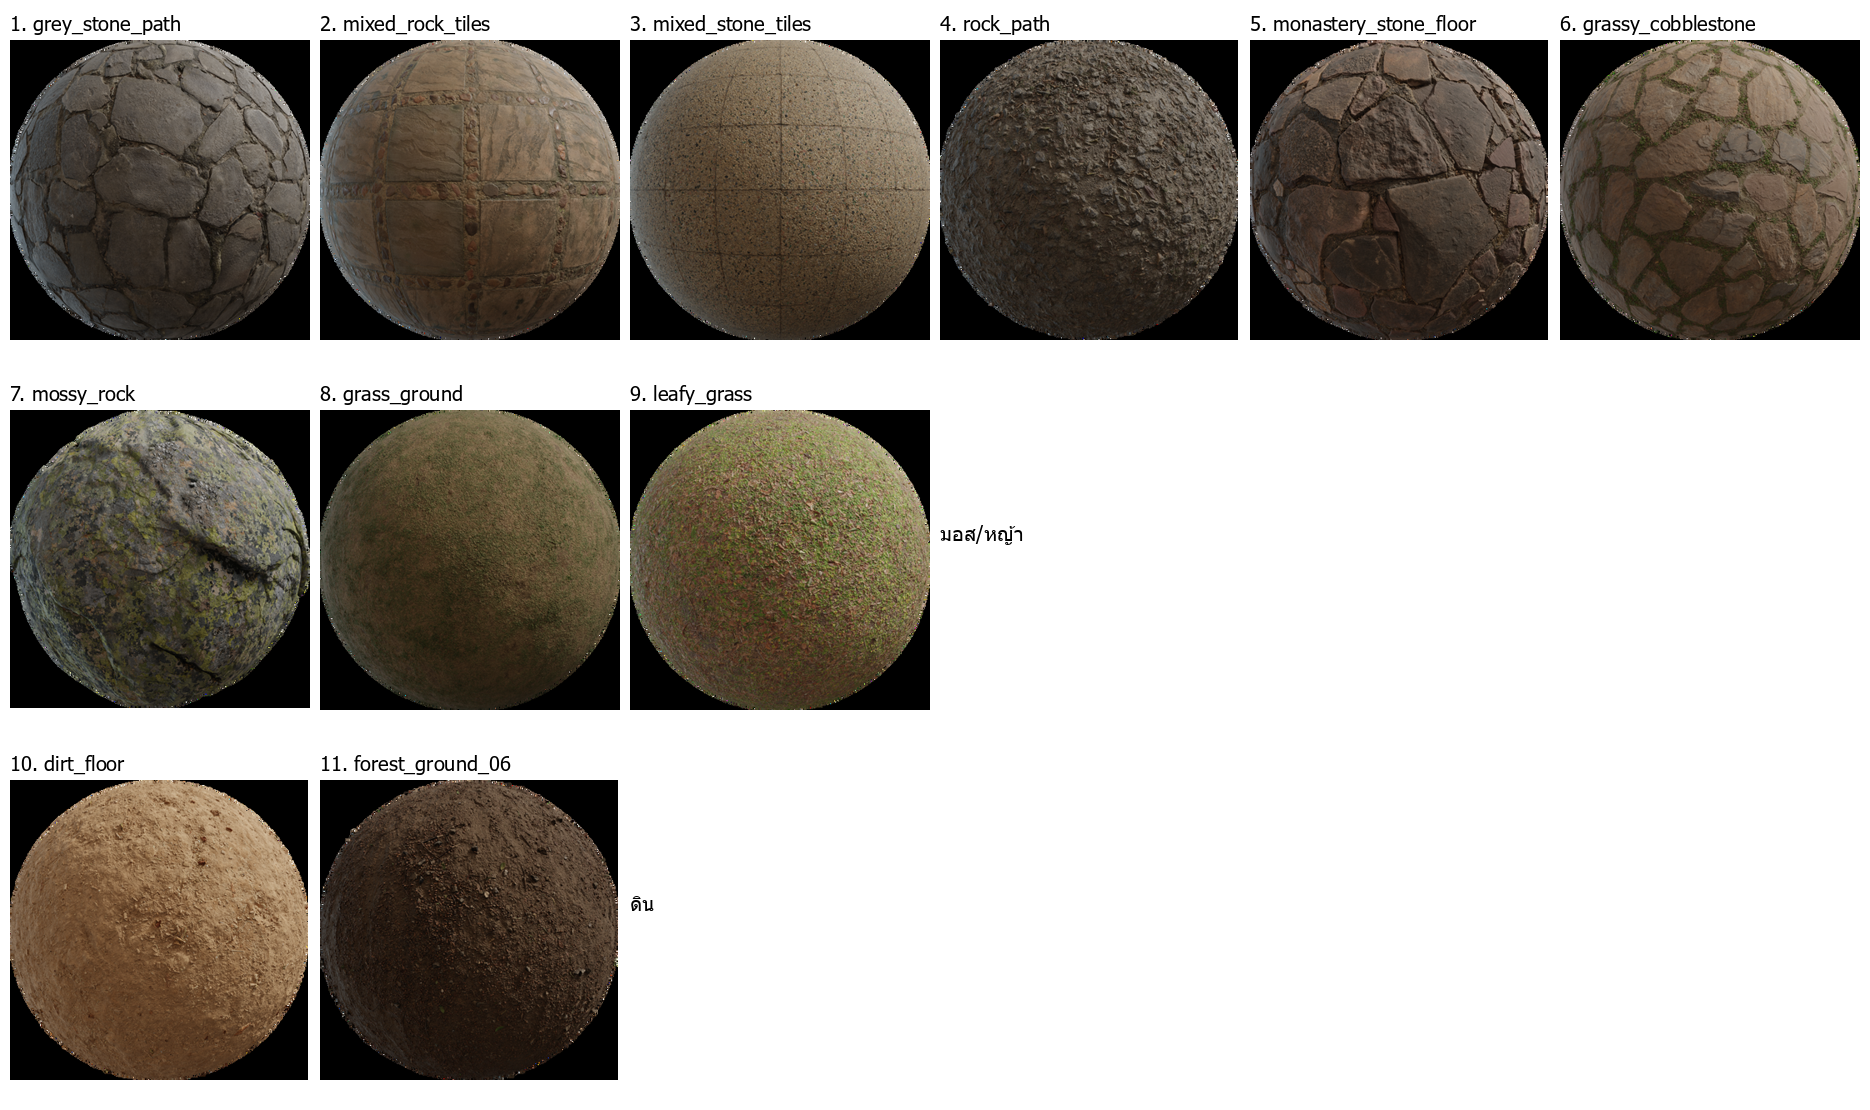 1. grey_stone_path
2. mixed_rock_tiles
3. mixed_stone_tiles
4. rock_path
5. monastery_stone_floor
6. grassy_cobblestone
7. mossy_rock
8. grass_ground
9. leafy_grass
มอส/หญ้า
10. dirt_floor
11. forest_ground_06
ดิน